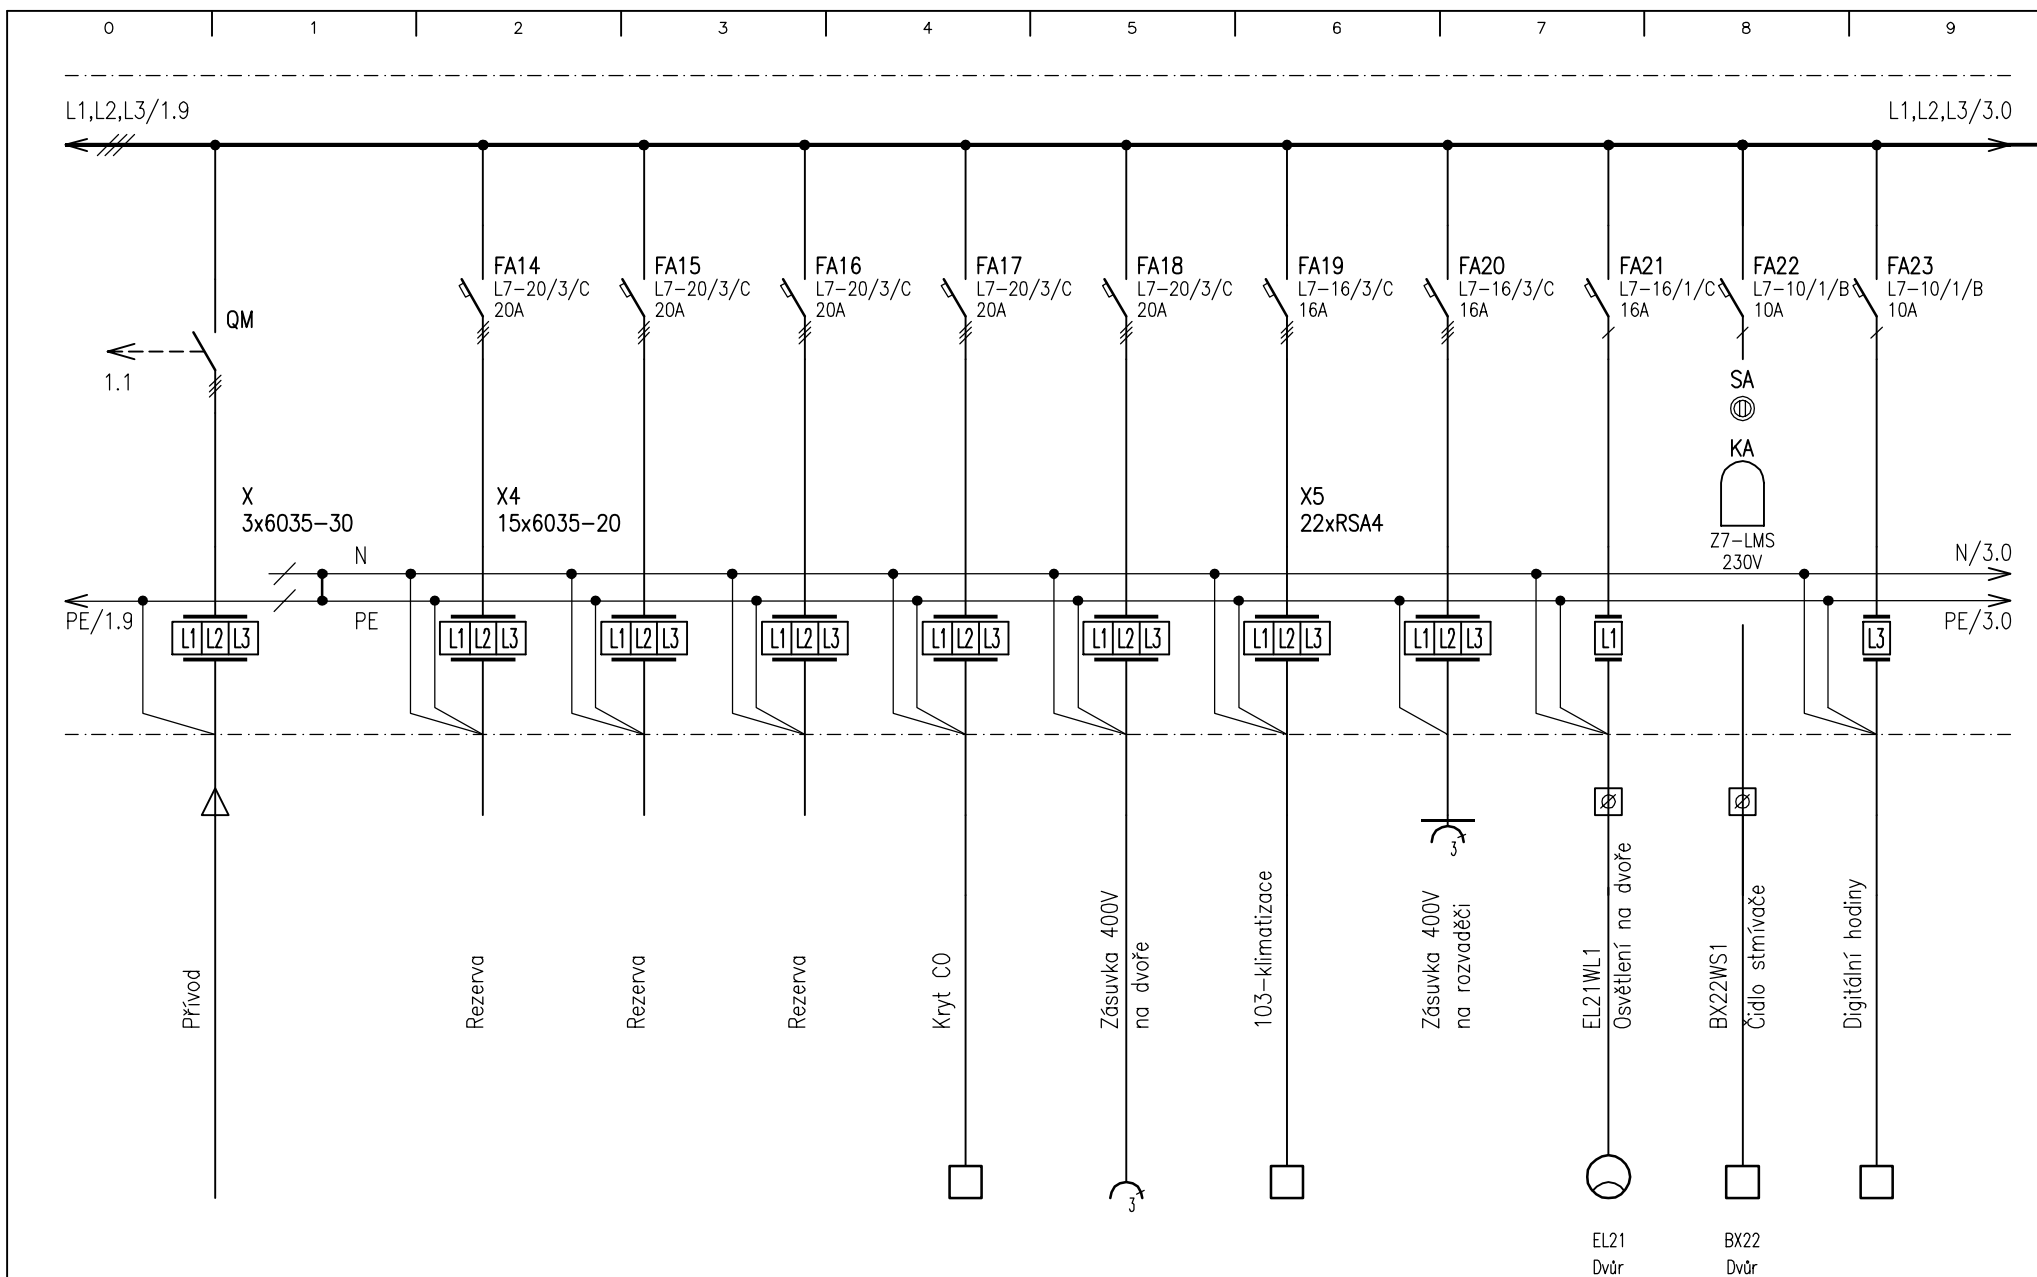 0 1 2 3 4 5 6 7 8 9
L1,L2,L3/1.9
L1,L2,L3/3.0
QM
1.1
FA14
L7-20/3/C
20A
FA15
L7-20/3/C
20A
FA16
L7-20/3/C
20A
FA17
L7-20/3/C
20A
FA18
L7-20/3/C
20A
FA19
L7-16/3/C
16A
FA20
L7-16/3/C
16A
FA21
L7-16/1/C
16A
FA22
L7-10/1/B
10A
FA23
L7-10/1/B
10A
SA
KA
Z7-LMS
230V
X
3x6035-30
X4
15x6035-20
X5
22xRSA4
N
N/3.0
PE/1.9
PE
PE/3.0
L1 L2 L3
L1 L2 L3
L1 L2 L3
L1 L2 L3
L1 L2 L3
L1 L2 L3
L1 L2 L3
L1 L2 L3
L1
L3
Přívod
Rezerva
Rezerva
Rezerva
Kryt CO
Zásuvka 400V
na dvoře
3
103-klimatizace
3
Zásuvka 400V
na rozvaděči
EL21WL1
Osvětlení na dvoře
BX22WS1
Čidlo stmívače
Digitální hodiny
EL21
Dvůr
BX22
Dvůr